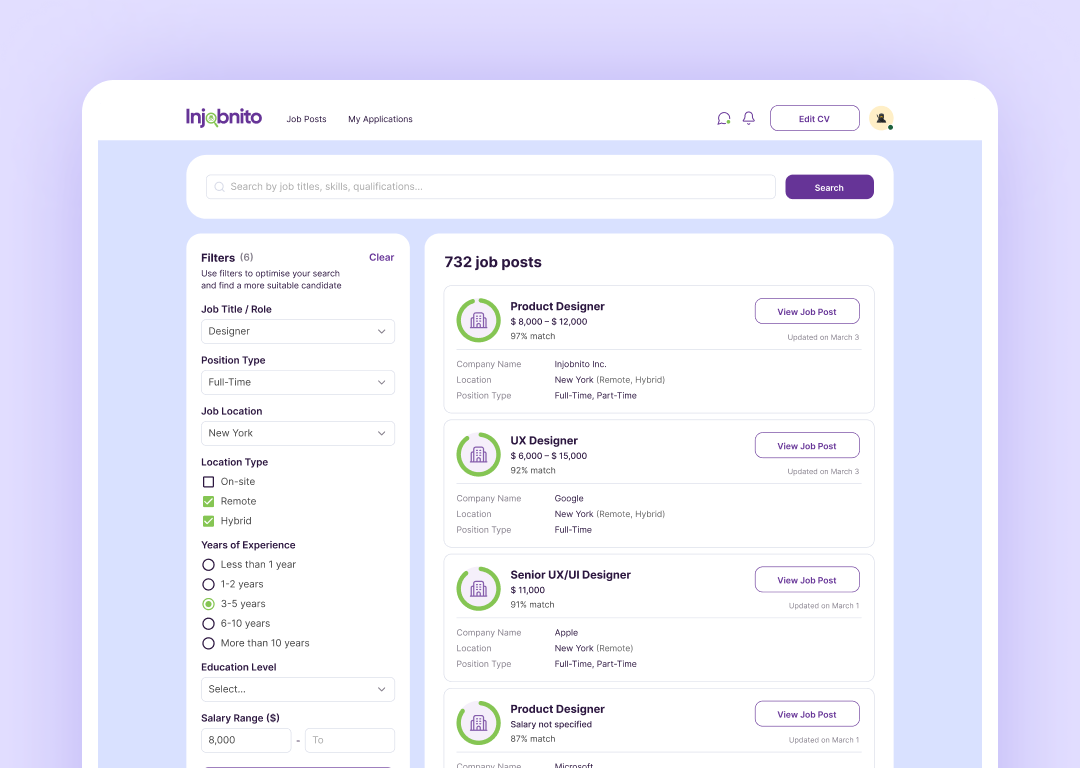 Injobnito
Job Posts
My Applications
Edit CV
Search by job titles, skills, qualifications...
Search
Filters (6)
Clear
Use filters to optimise your search
and find a more suitable candidate
Job Title / Role
Designer
Position Type
Full-Time
Job Location
New York
Location Type
On-site
Remote
Hybrid
Years of Experience
Less than 1 year
1-2 years
3-5 years
6-10 years
More than 10 years
Education Level
Select...
Salary Range ($)
8,000 - To
732 job posts
Product Designer
$ 8,000 – $ 12,000
97% match
View Job Post
Updated on March 3
Company Name Injobnito Inc.
Location New York (Remote, Hybrid)
Position Type Full-Time, Part-Time
UX Designer
$ 6,000 – $ 15,000
92% match
View Job Post
Updated on March 3
Company Name Google
Location New York (Remote, Hybrid)
Position Type Full-Time
Senior UX/UI Designer
$ 11,000
91% match
View Job Post
Updated on March 1
Company Name Apple
Location New York (Remote)
Position Type Full-Time, Part-Time
Product Designer
Salary not specified
87% match
View Job Post
Updated on March 1
Company Name Microsoft